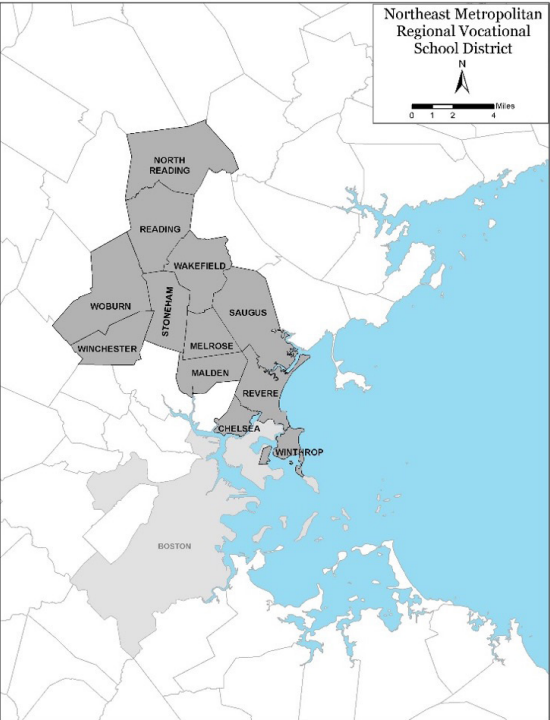 Northeast Metropolitan
Regional Vocational
School District
N
Miles
0 1 2 4
NORTH
READING
READING
WAKEFIELD
WOBURN
STONEHAM
SAUGUS
WINCHESTER
MELROSE
MALDEN
REVERE
CHELSEA
WINTHROP
BOSTON